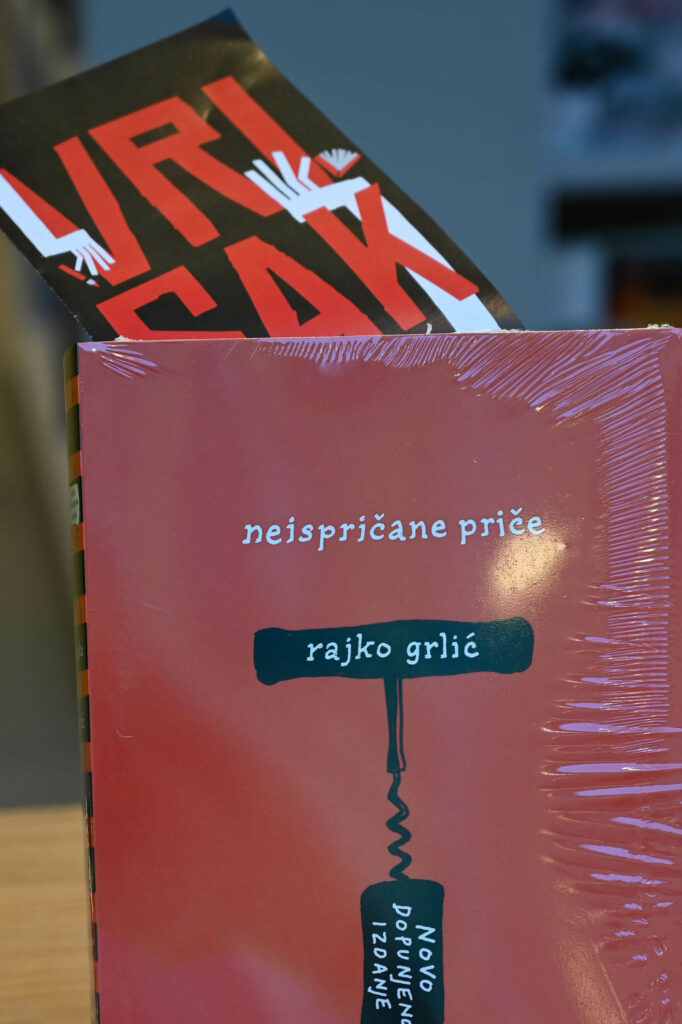 VRI
SAK
neispričane priče
rajko grlić
NOVO
DOPUNJENO
IZDANJE